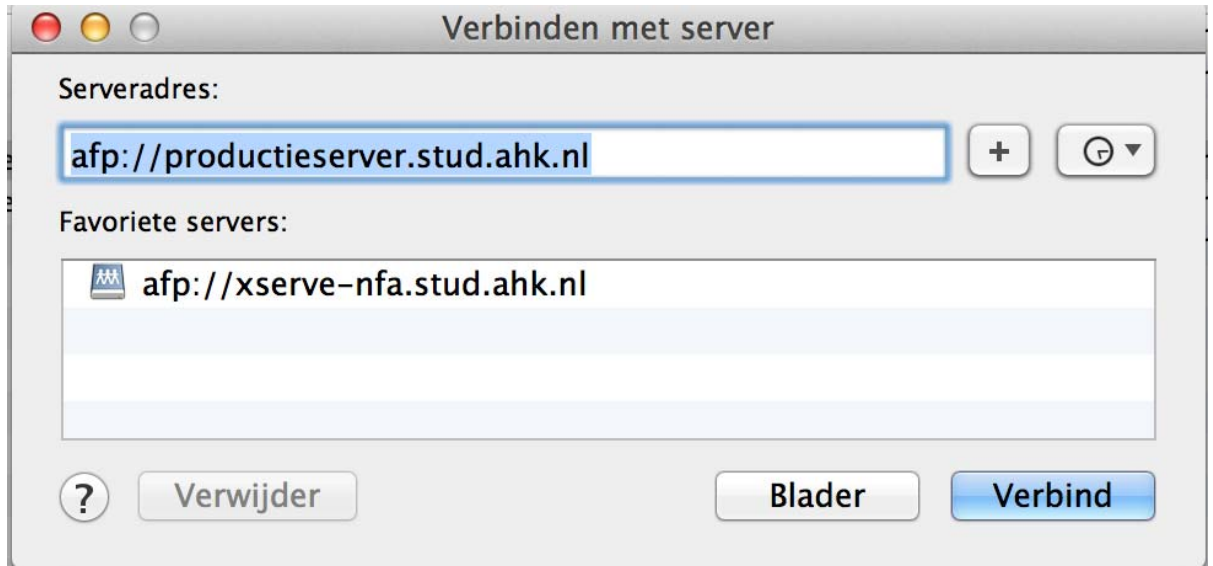 Verbinden met server
Serveradres:
afp://productieserver.stud.ahk.nl
+
Favoriete servers:
afp://xserve-nfa.stud.ahk.nl
? Verwijder Blader Verbind